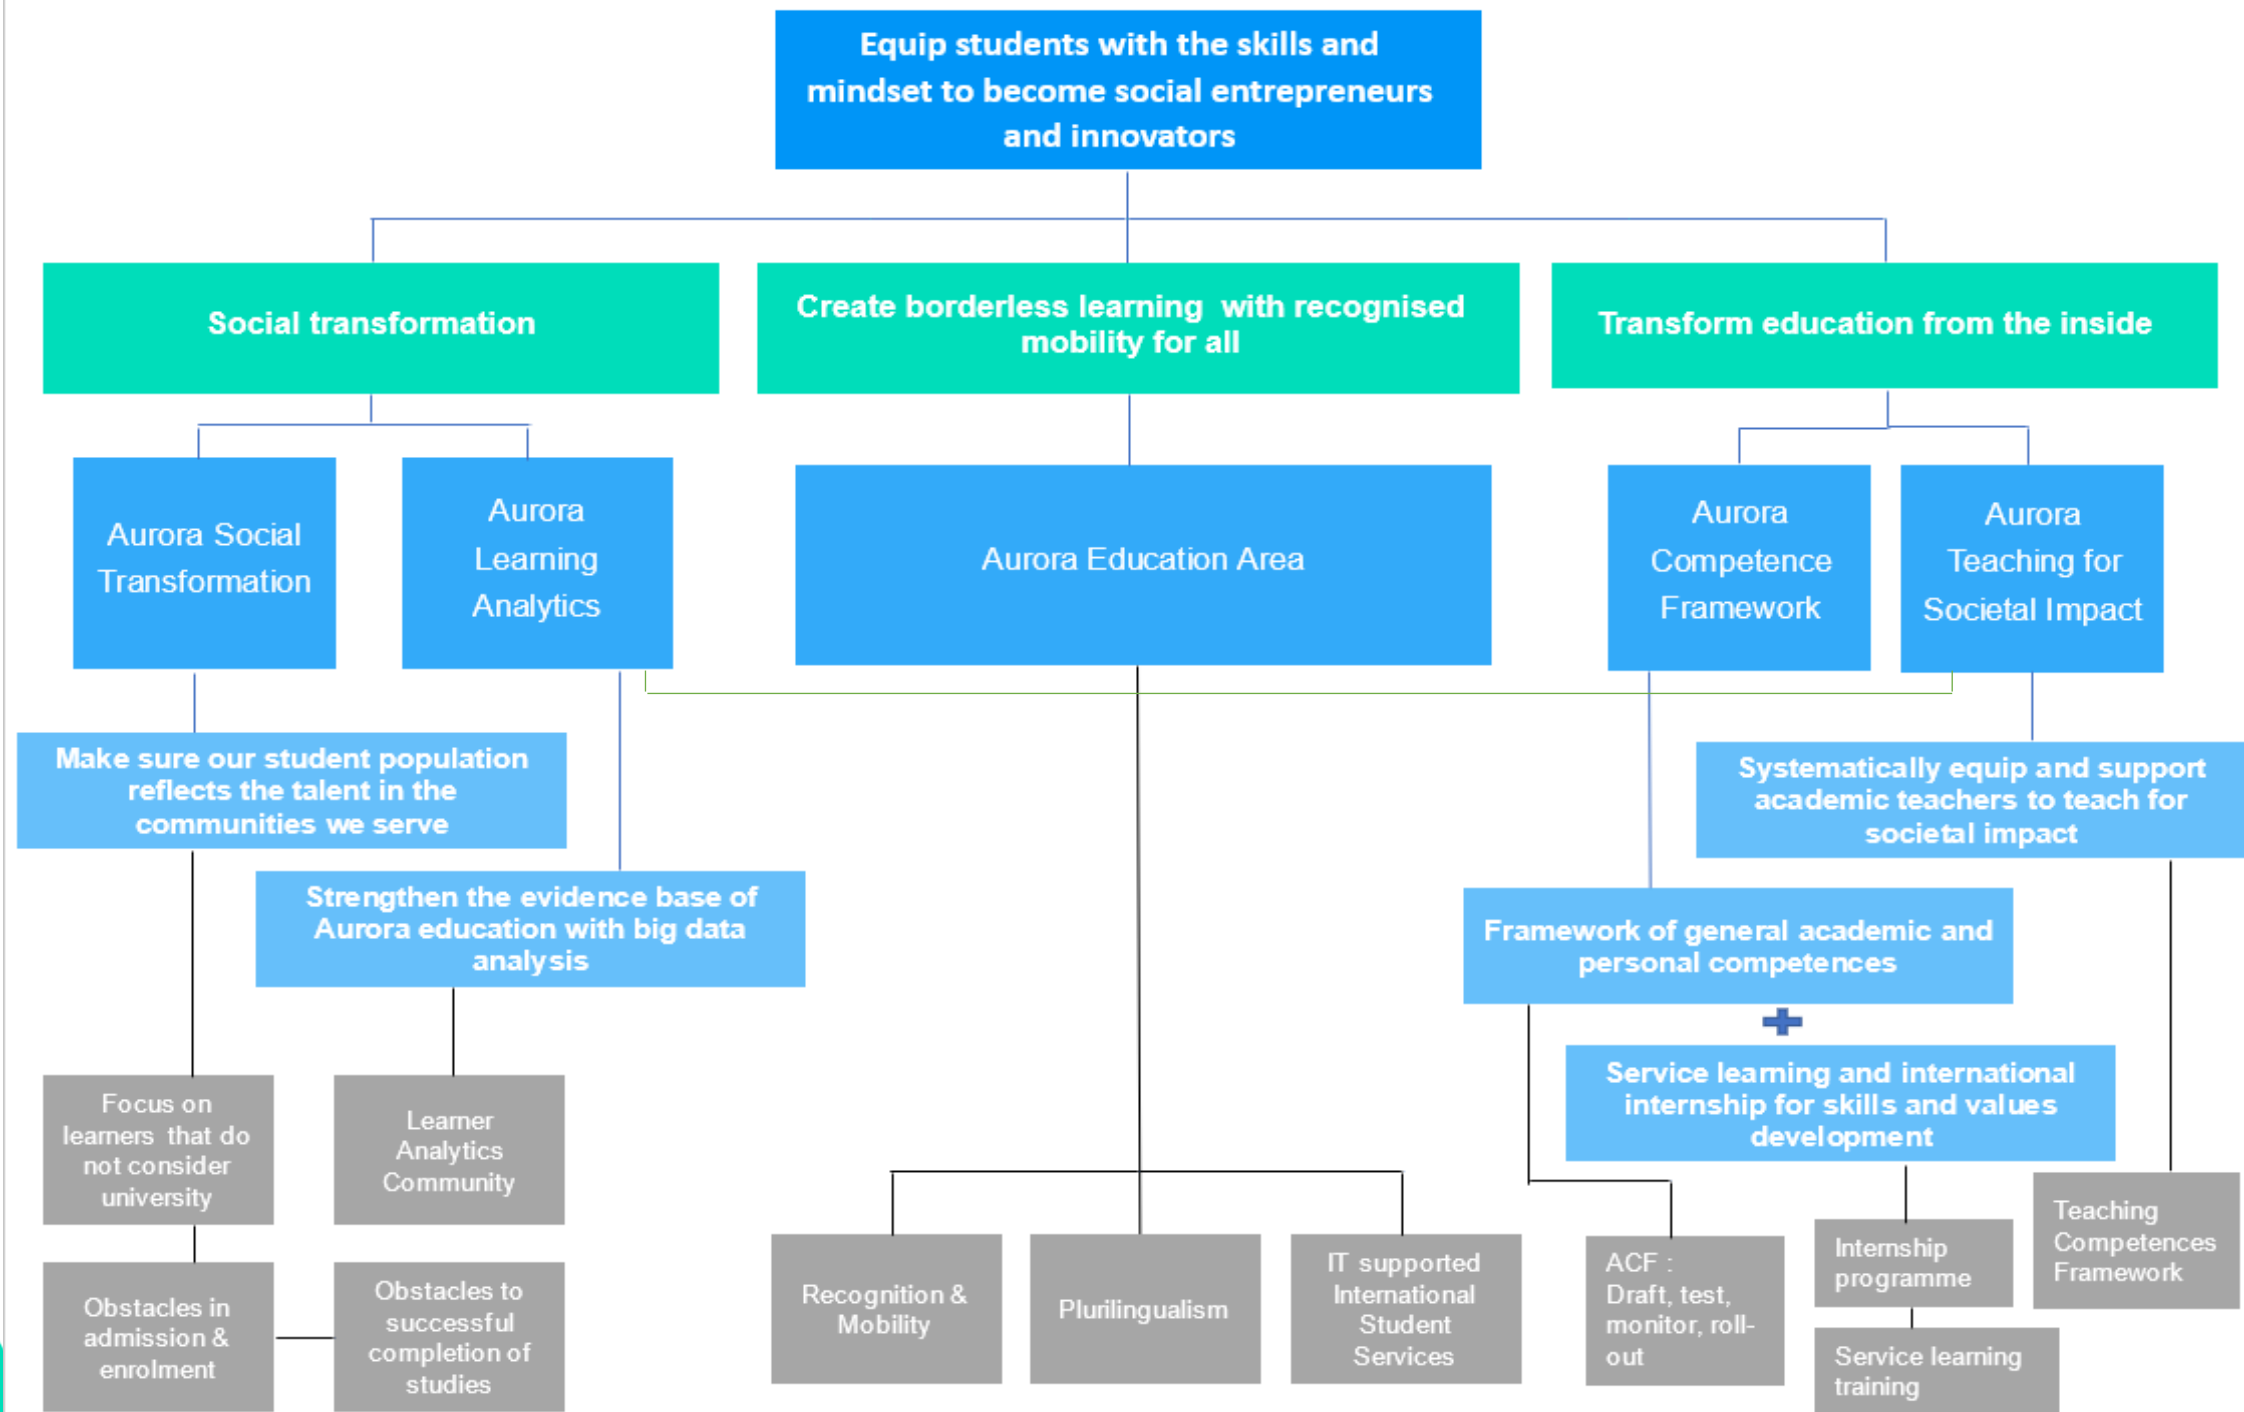 Equip students with the skills and
mindset to become social entrepreneurs
and innovators
Social transformation
Create borderless learning with recognised
mobility for all
Transform education from the inside
Aurora Social
Transformation
Aurora
Learning
Analytics
Aurora Education Area
Aurora
Competence
Framework
Aurora
Teaching for
Societal Impact
Make sure our student population
reflects the talent in the
communities we serve
Systematically equip and support
academic teachers to teach for
societal impact
Strengthen the evidence base of
Aurora education with big data
analysis
Framework of general academic and
personal competences
Service learning and international
internship for skills and values
development
Focus on
learners that do
not consider
university
Learner
Analytics
Community
Obstacles in
admission &
enrolment
Obstacles to
successful
completion of
studies
Recognition &
Mobility
Plurilingualism
IT supported
International
Student
Services
ACF :
Draft, test,
monitor, roll-
out
Internship
programme
Service learning
training
Teaching
Competences
Framework